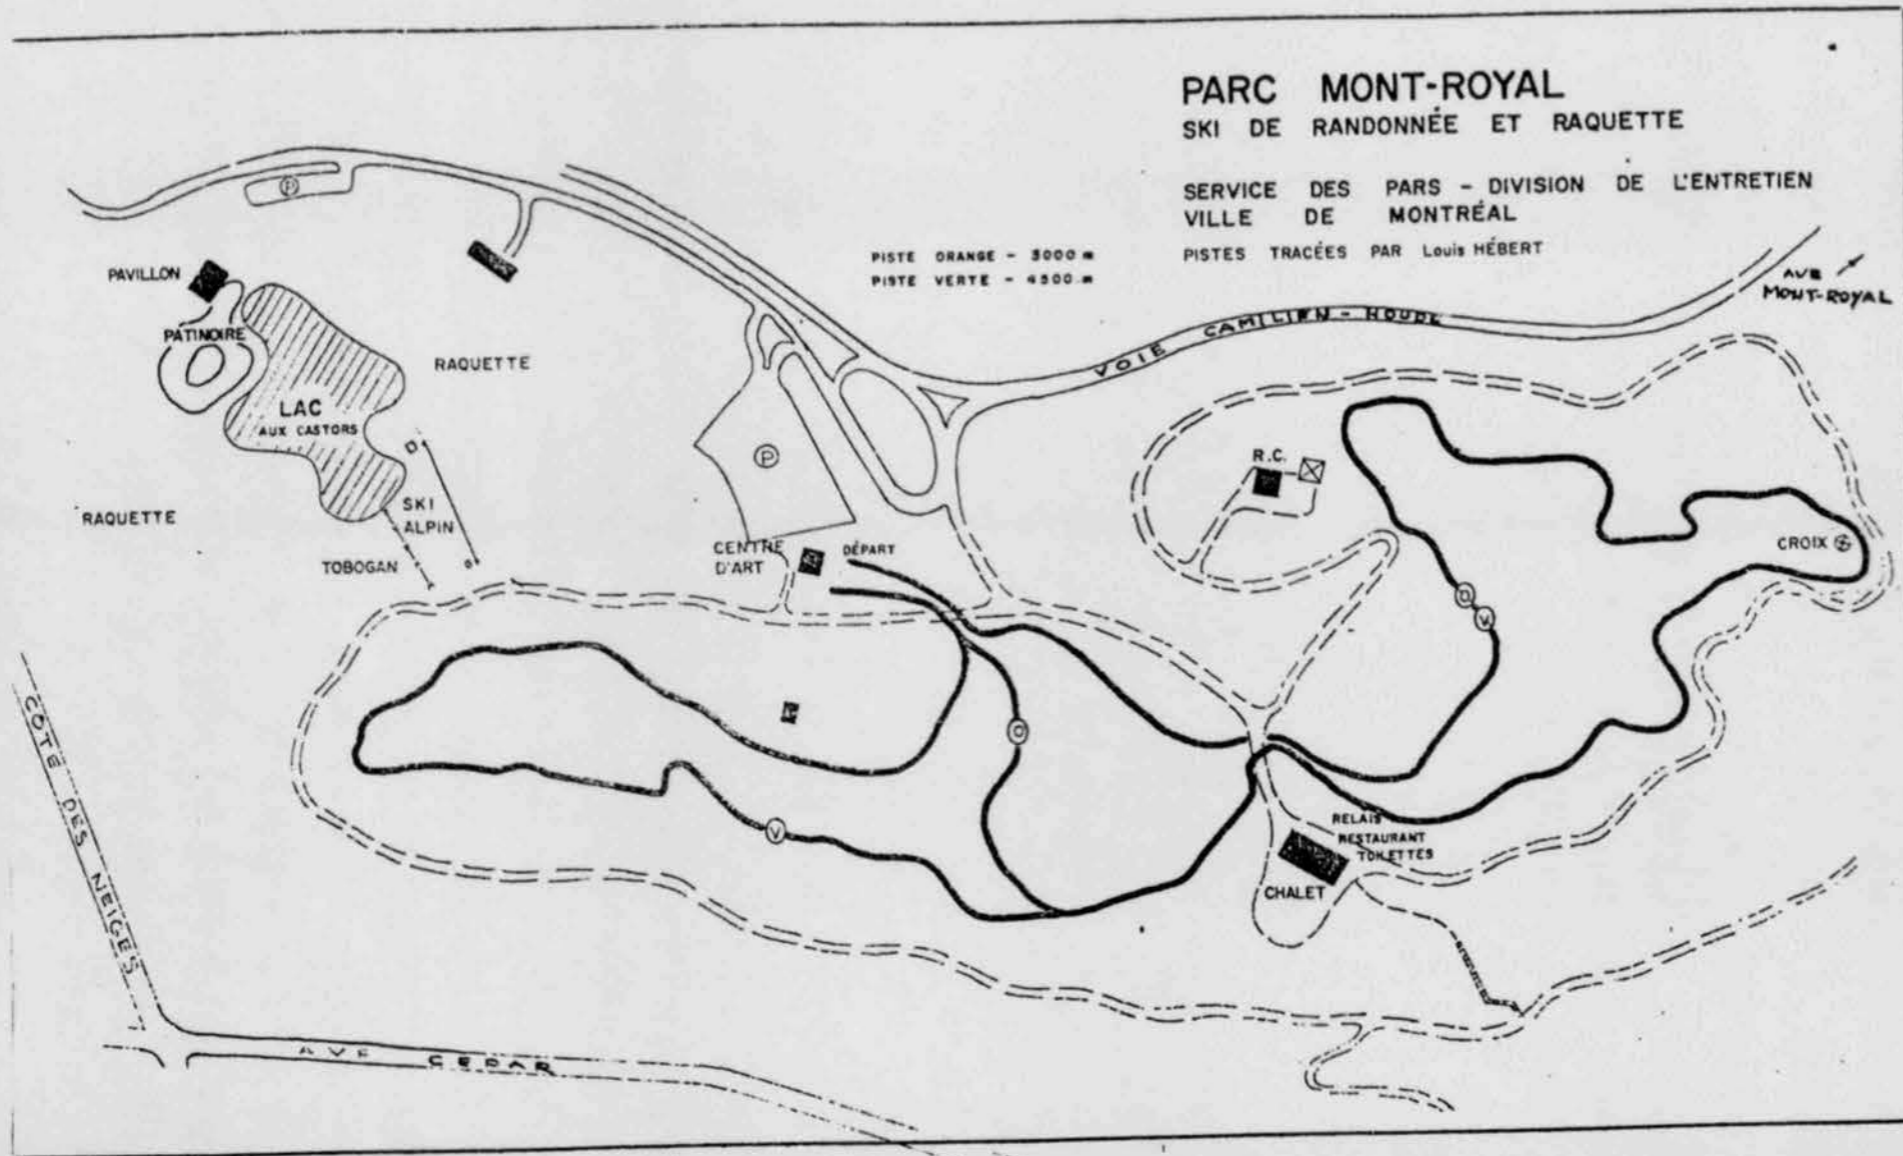 PARC MONT-ROYAL
SKI DE RANDONNÉE ET RAQUETTE
SERVICE DES PARS - DIVISION DE L'ENTRETIEN
VILLE DE MONTRÉAL
PISTES TRACÉES PAR Louis HÉBERT
PISTE ORANGE - 3000 m
PISTE VERTE - 4500 m
AVE
MONT-ROYAL
VOIE CAMILIEN-HOUDE
P
PAVILLON
PATINOIRE
LAC
AUX CASTORS
RAQUETTE
RAQUETTE
SKI
ALPIN
TOBOGAN
P
CENTRE
D'ART
DÉPART
R.C.
CROIX
O
V
O
V
RELAIS
RESTAURANT
TOILETTES
CHALET
CÔTE DES NEIGES
AVE CEDAR